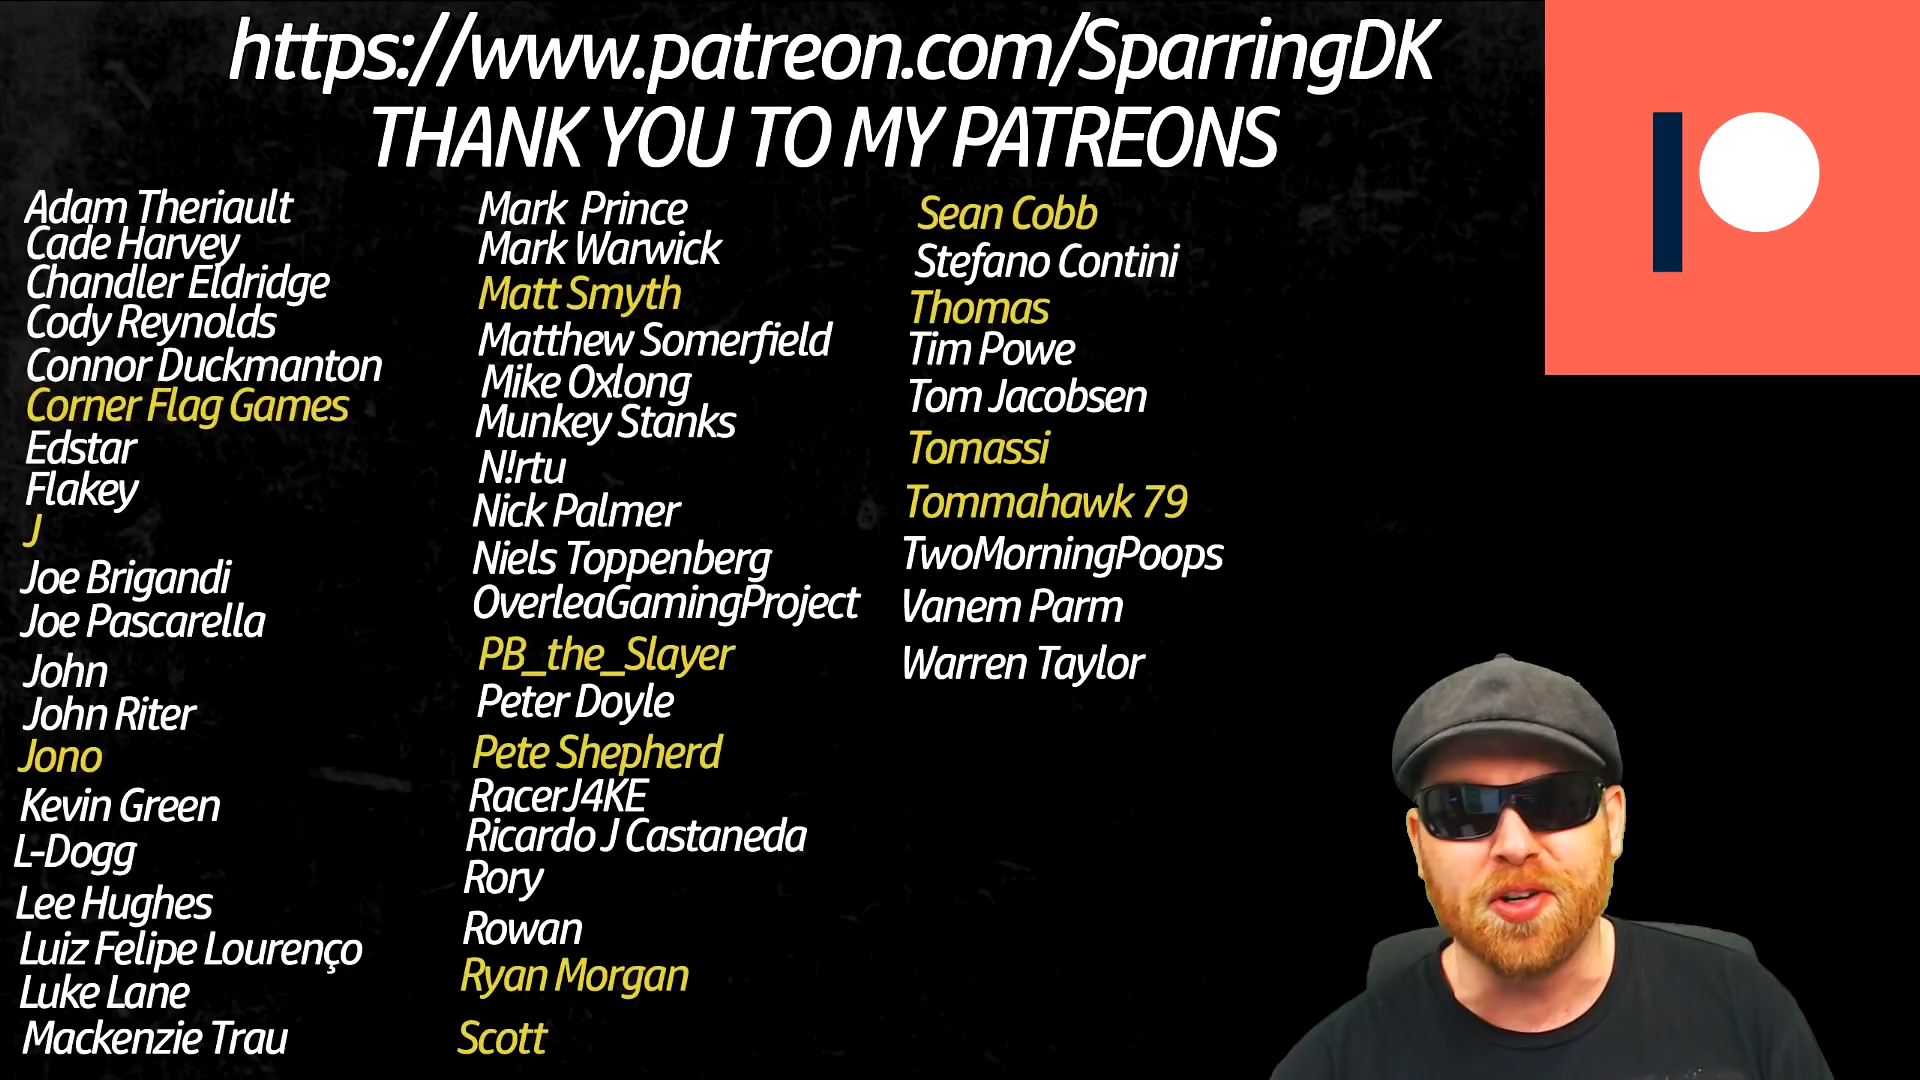 https://www.patreon.com/SparringDK
THANK YOU TO MY PATREONS
Adam Theriault
Cade Harvey
Chandler Eldridge
Cody Reynolds
Connor Duckmanton
Corner Flag Games
Edstar
Flakey
J
Joe Brigandi
Joe Pascarella
John
John Riter
Jono
Kevin Green
L-Dogg
Lee Hughes
Luiz Felipe Lourenço
Luke Lane
Mackenzie Trau
Mark Prince
Mark Warwick
Matt Smyth
Matthew Somerfield
Mike Oxlong
Munkey Stanks
N!rtu
Nick Palmer
Niels Toppenberg
OverleaGamingProject
PB_the_Slayer
Peter Doyle
Pete Shepherd
RacerJ4KE
Ricardo J Castaneda
Rory
Rowan
Ryan Morgan
Scott
Sean Cobb
Stefano Contini
Thomas
Tim Powe
Tom Jacobsen
Tomassi
Tommahawk 79
TwoMorningPoops
Vanem Parm
Warren Taylor